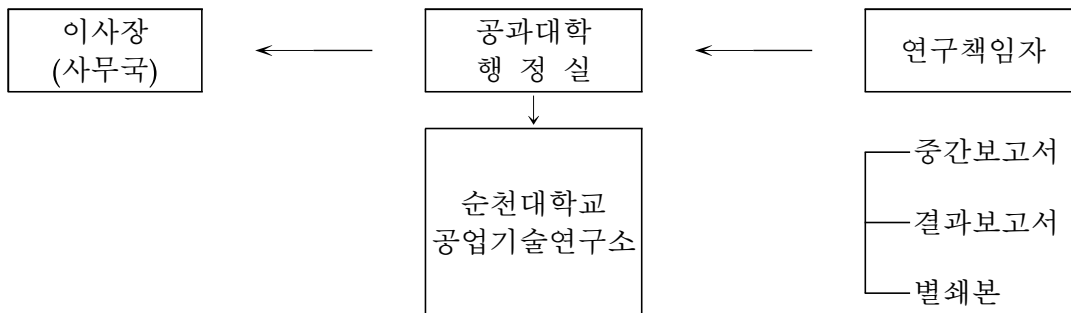 이사장
(사무국)
공과대학
행 정 실
연구책임자
순천대학교
공업기술연구소
중간보고서
결과보고서
별쇄본